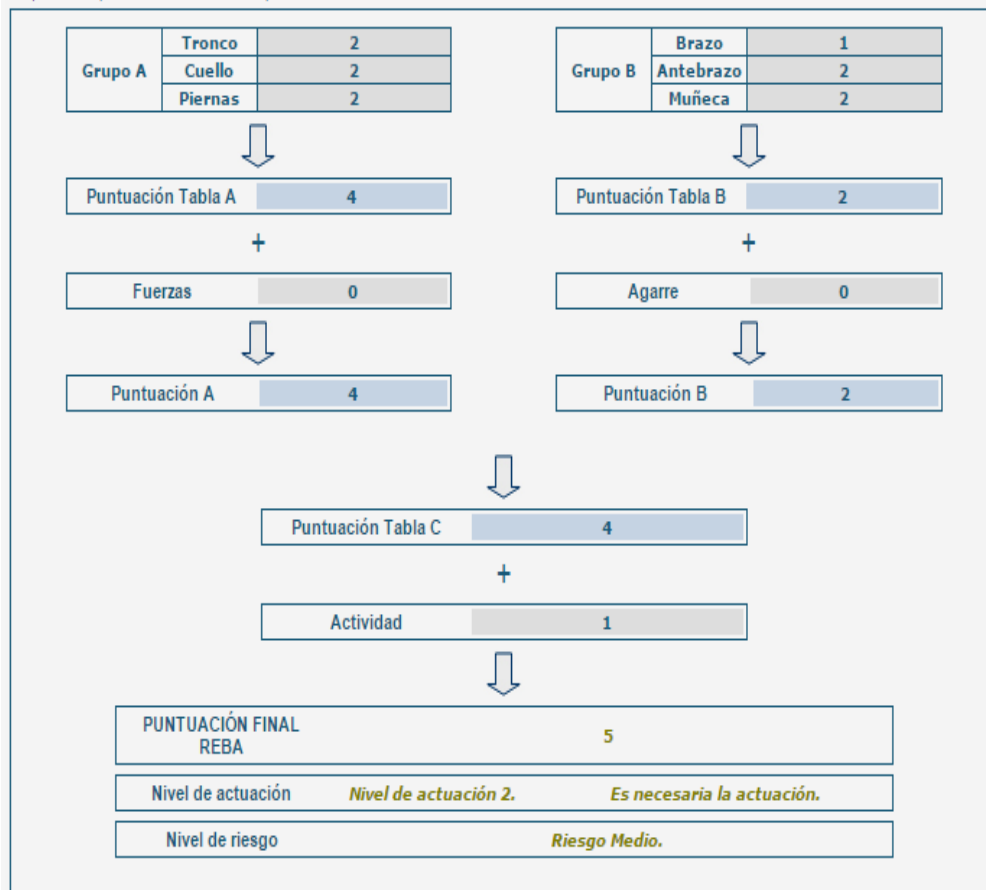 Grupo A
Tronco 2
Cuello 2
Piernas 2
Grupo B
Brazo 1
Antebrazo 2
Muñeca 2
Puntuación Tabla A 4
Puntuación Tabla B 2
+
+
Fuerzas 0
Agarre 0
Puntuación A 4
Puntuación B 2
Puntuación Tabla C 4
+
Actividad 1
PUNTUACIÓN FINAL
REBA
5
Nivel de actuación Nivel de actuación 2. Es necesaria la actuación.
Nivel de riesgo Riesgo Medio.